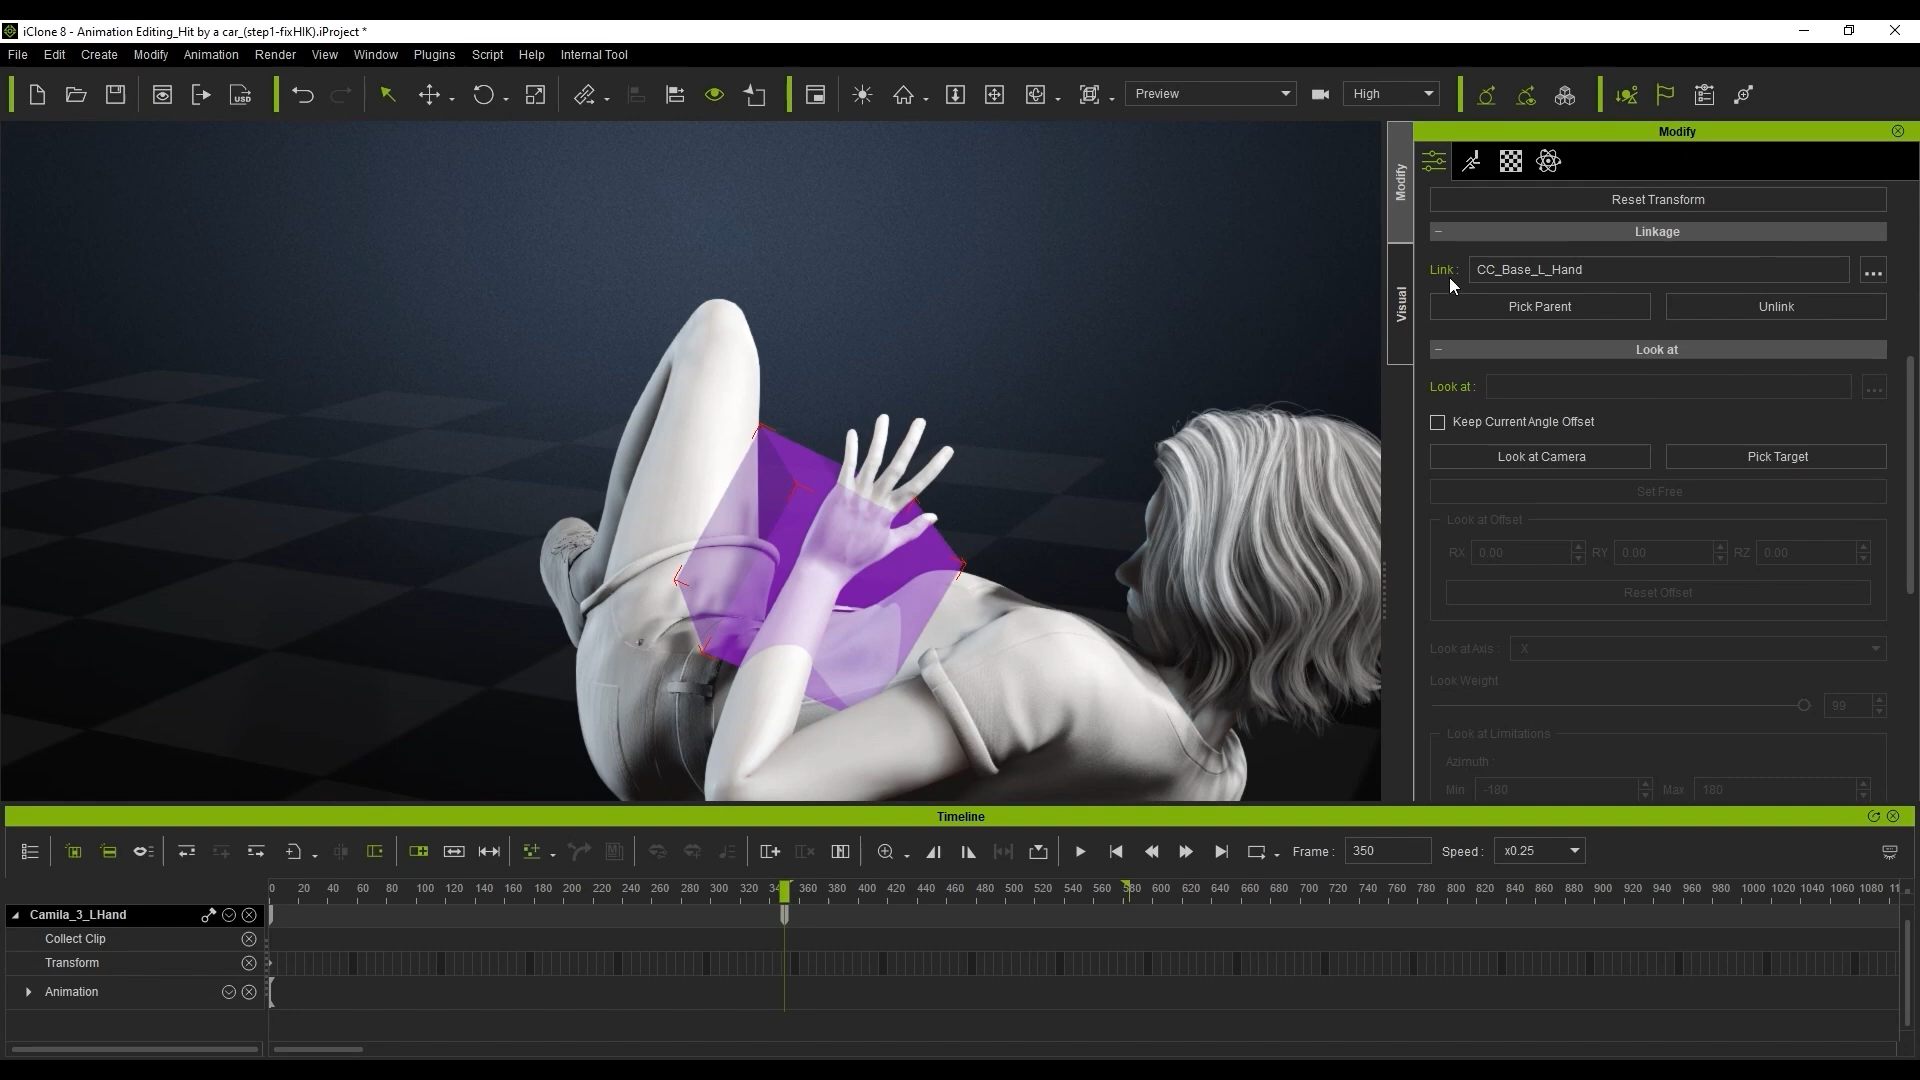 iClone 8 - Animation Editing_Hit by a car_(step1-fixHIK).iProject *
File Edit Create Modify Animation Render View Window Plugins Script Help Internal Tool
USD Preview High
Modify
Modify
Visual
Reset Transform
Linkage
Link : CC_Base_L_Hand ...
Pick Parent Unlink
Look at
Look at : ...
Keep Current Angle Offset
Look at Camera Pick Target
Set Free
Look at Offset
RX 0.00 RY 0.00 RZ 0.00
Reset Offset
Look at Axis : X
Look Weight
99
Look at Limitations
Azimuth :
Min -180 Max 180
Timeline
Frame : 350 Speed : x0.25
0 20 40 60 80 100 120 140 160 180 200 220 240 260 280 300 320 34 360 380 400 420 440 460 480 500 520 540 560 580 600 620 640 660 680 700 720 740 760 780 800 820 840 860 880 900 920 940 960 980 1000 1020 1040 1060 1080 11
Camila_3_LHand
Collect Clip
Transform
Animation